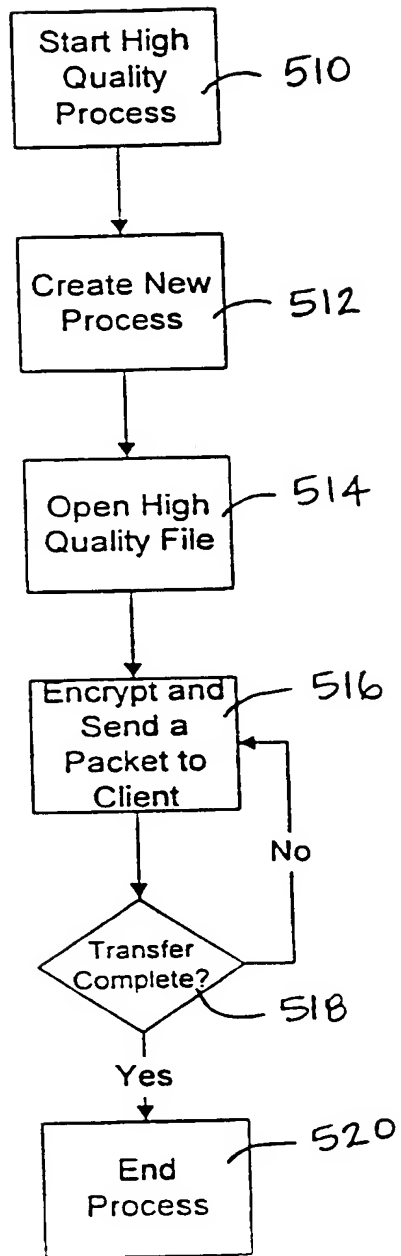 Start High
Quality
Process
510
Create New
Process
512
Open High
Quality File
514
Encrypt and
Send a
Packet to
Client
516
No
Transfer
Complete?
518
Yes
End
Process
520